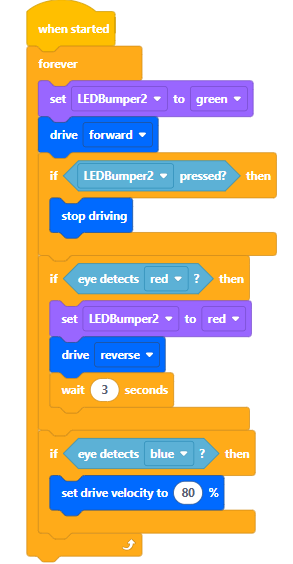 when started
forever
set LEDBumper2 to green
drive forward
if LEDBumper2 pressed? then
stop driving
if eye detects red ? then
set LEDBumper2 to red
drive reverse
wait 3 seconds
if eye detects blue ? then
set drive velocity to 80 %